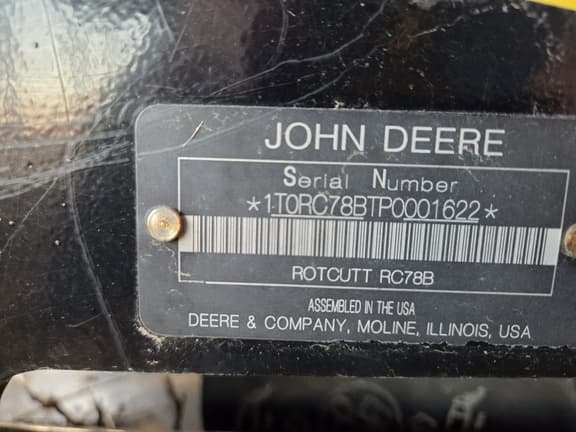 JOHN DEERE
Serial Number
*1T0RC78BTP0001622*
ROTCUTT RC78B
ASSEMBLED IN THE USA
DEERE & COMPANY, MOLINE, ILLINOIS, USA